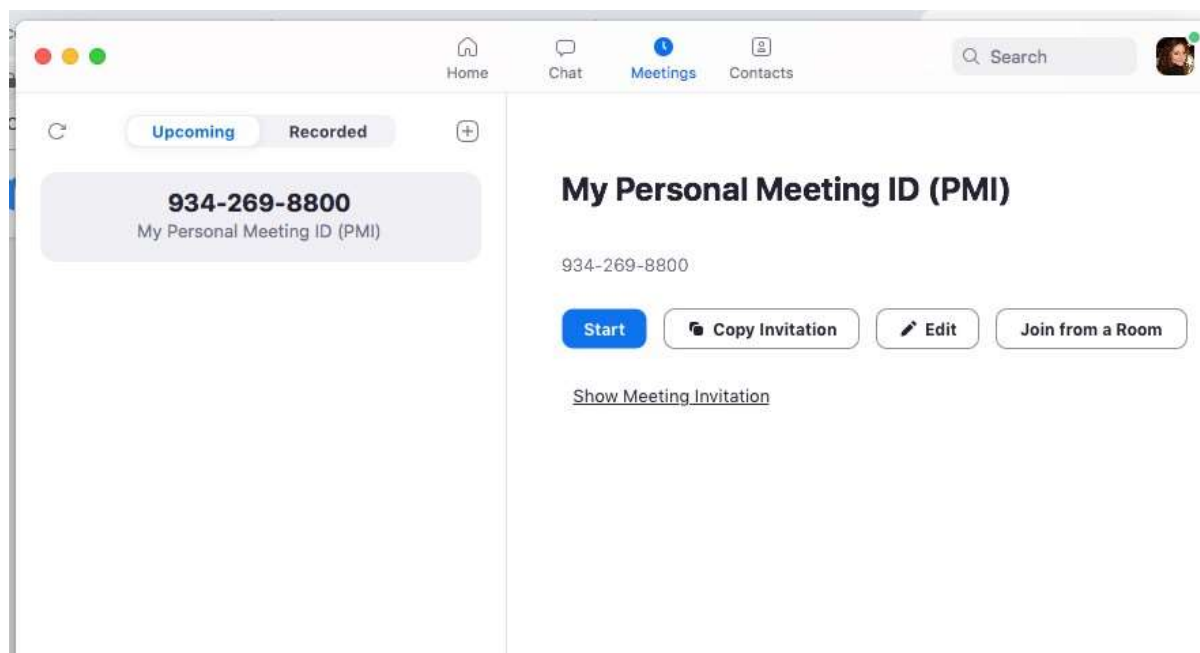 Home Chat Meetings Contacts
Search
Upcoming Recorded
934-269-8800
My Personal Meeting ID (PMI)
My Personal Meeting ID (PMI)
934-269-8800
Start Copy Invitation Edit Join from a Room
Show Meeting Invitation